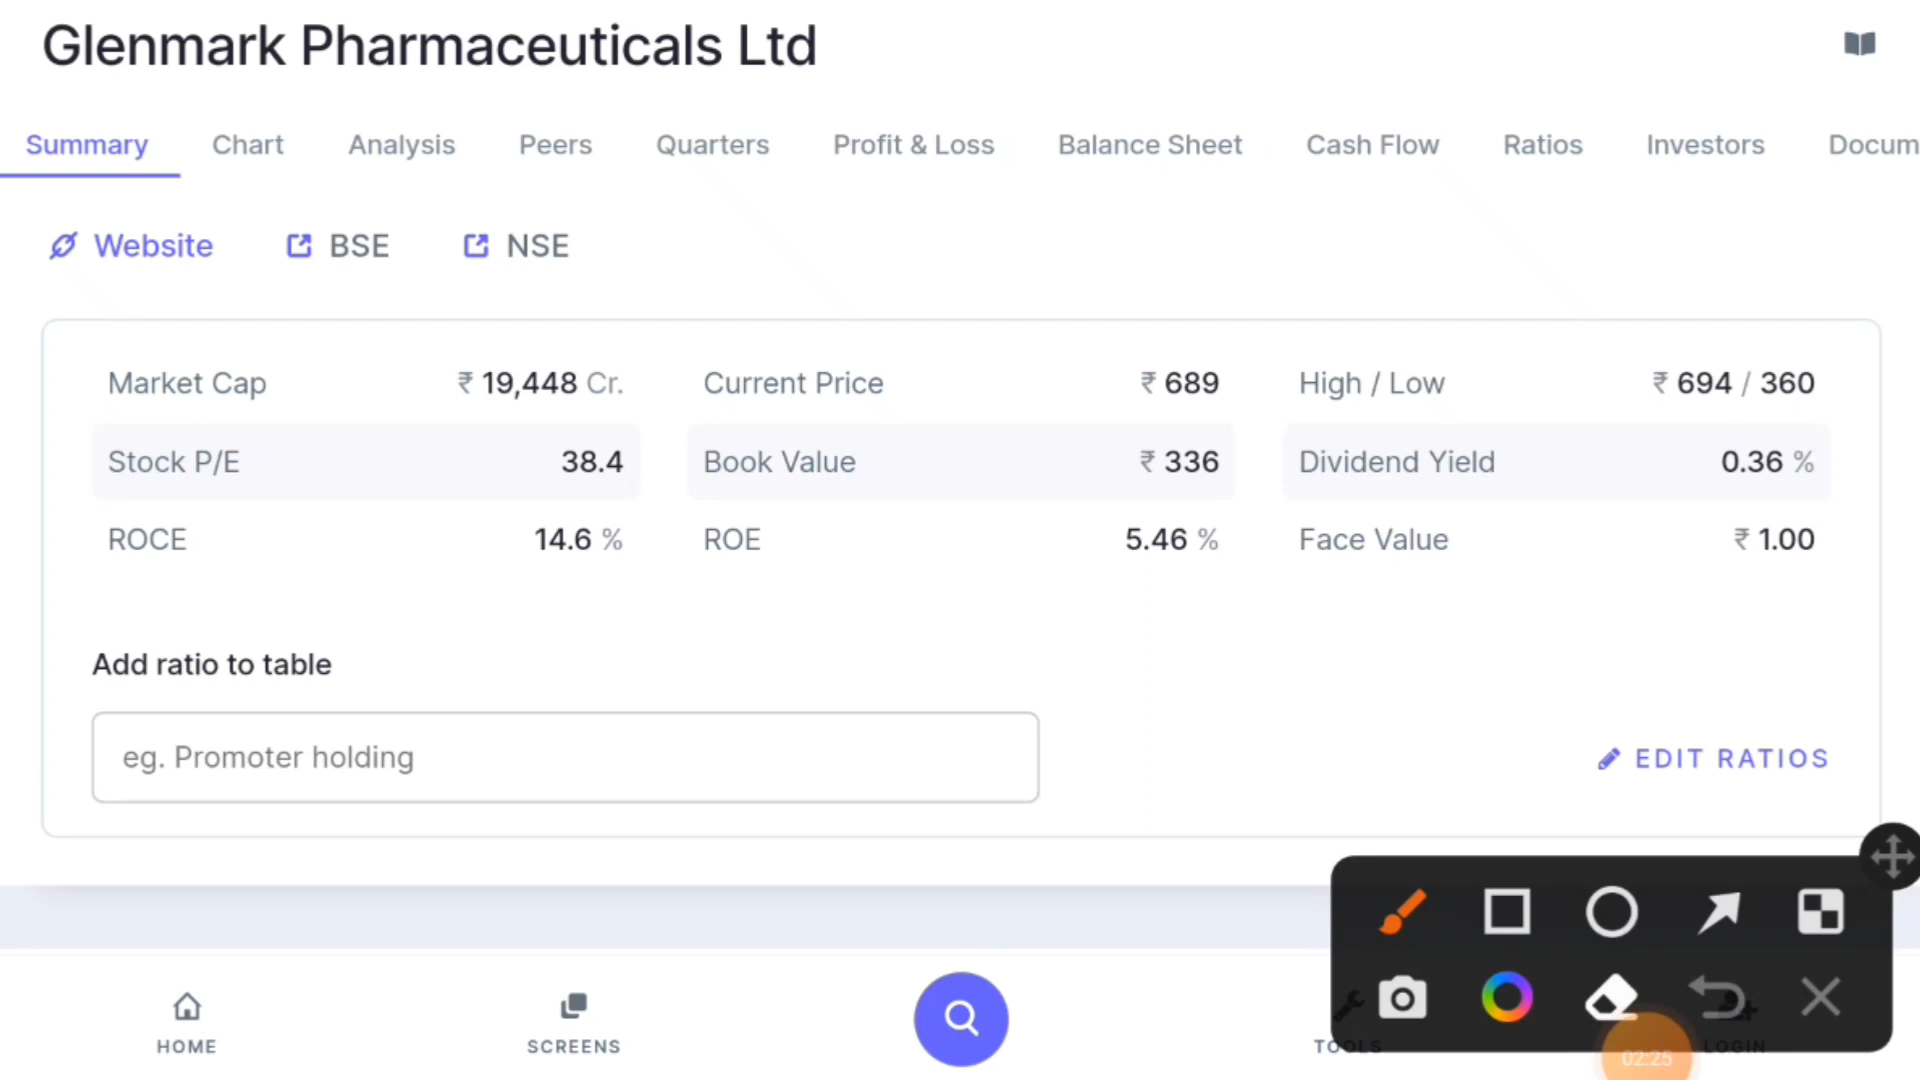 Glenmark Pharmaceuticals Ltd
Summary Chart Analysis Peers Quarters Profit & Loss Balance Sheet Cash Flow Ratios Investors Docum
Website BSE NSE
Market Cap ₹ 19,448 Cr. Current Price ₹ 689 High / Low ₹ 694 / 360
Stock P/E 38.4 Book Value ₹ 336 Dividend Yield 0.36 %
ROCE 14.6 % ROE 5.46 % Face Value ₹ 1.00
Add ratio to table
eg. Promoter holding
EDIT RATIOS
HOME SCREENS TOOLS LOGIN
02:25